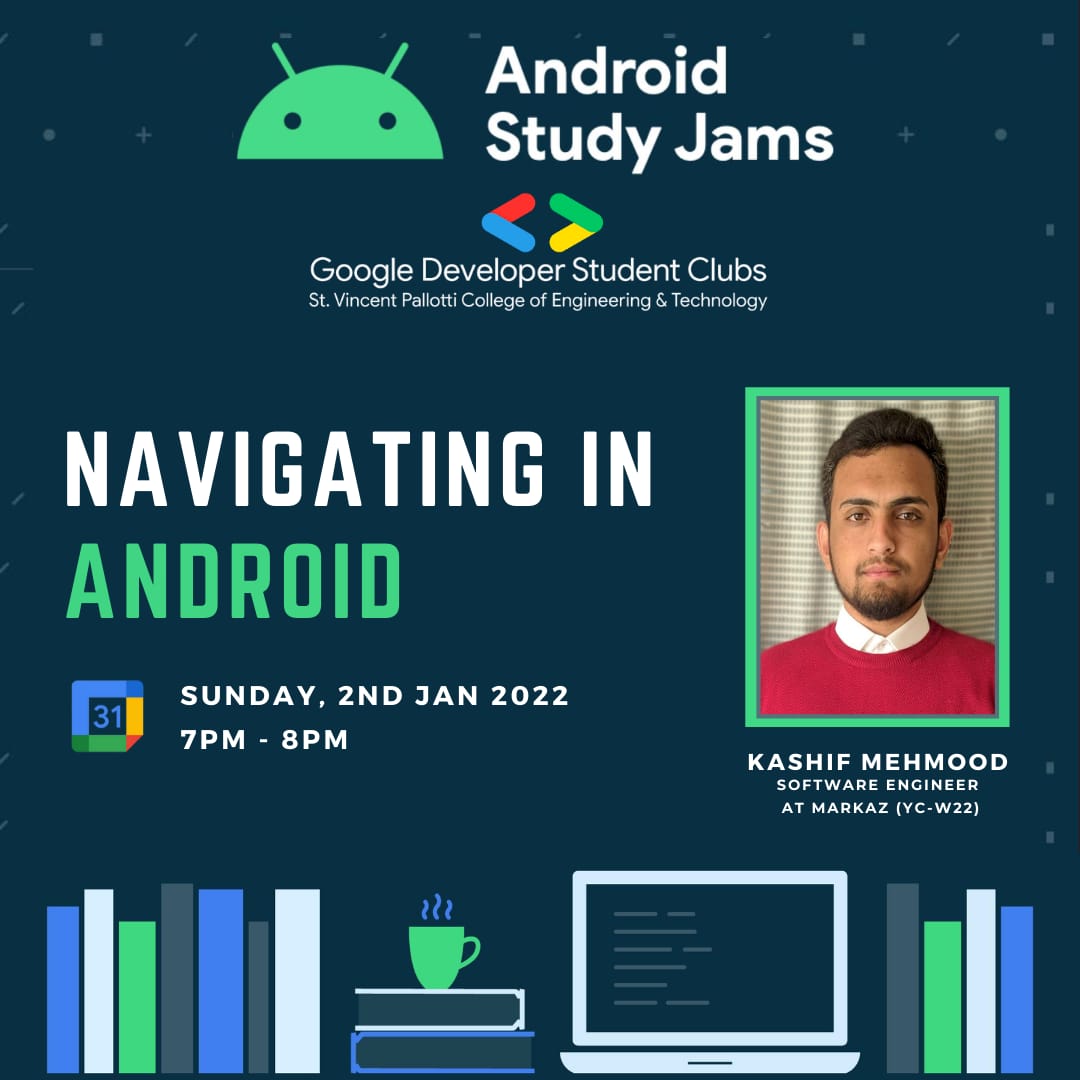 Android
Study Jams
Google Developer Student Clubs
St. Vincent Pallotti College of Engineering & Technology
NAVIGATING IN
ANDROID
31
SUNDAY, 2ND JAN 2022
7PM - 8PM
KASHIF MEHMOOD
SOFTWARE ENGINEER
AT MARKAZ (YC-W22)